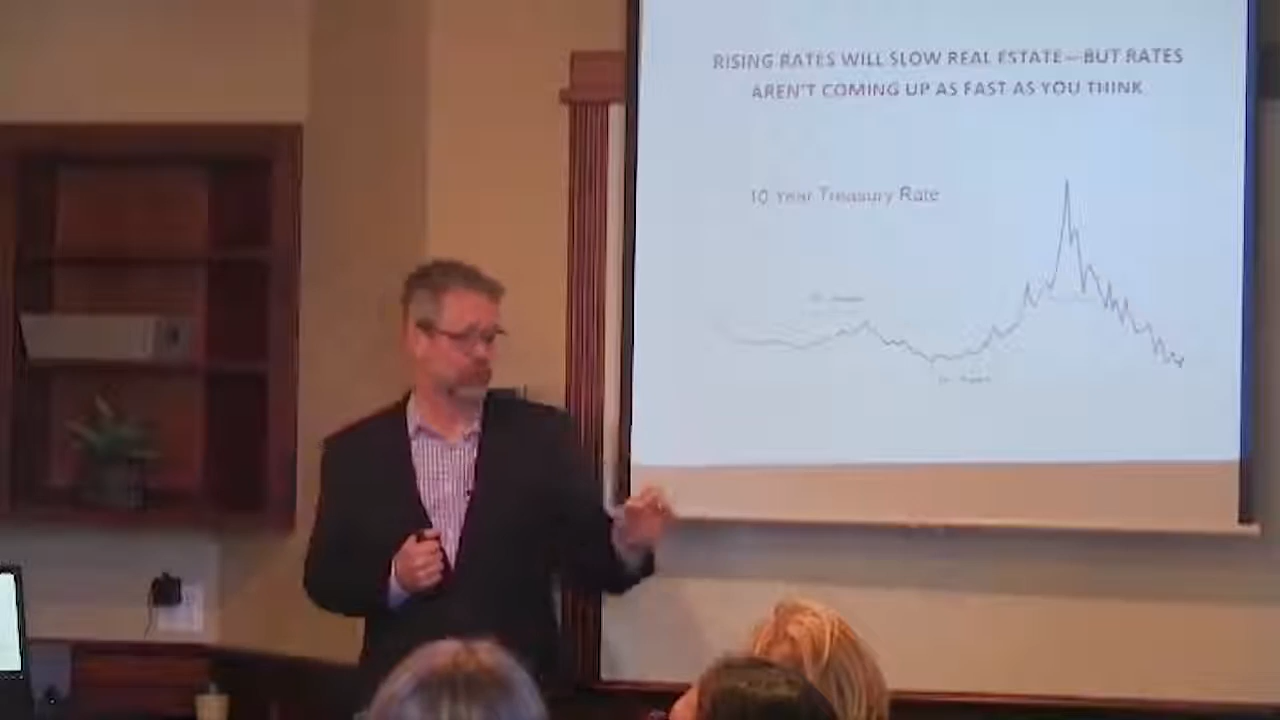 RISING RATES WILL SLOW REAL ESTATE—BUT RATES
AREN'T COMING UP AS FAST AS YOU THINK
10 Year Treasury Rate